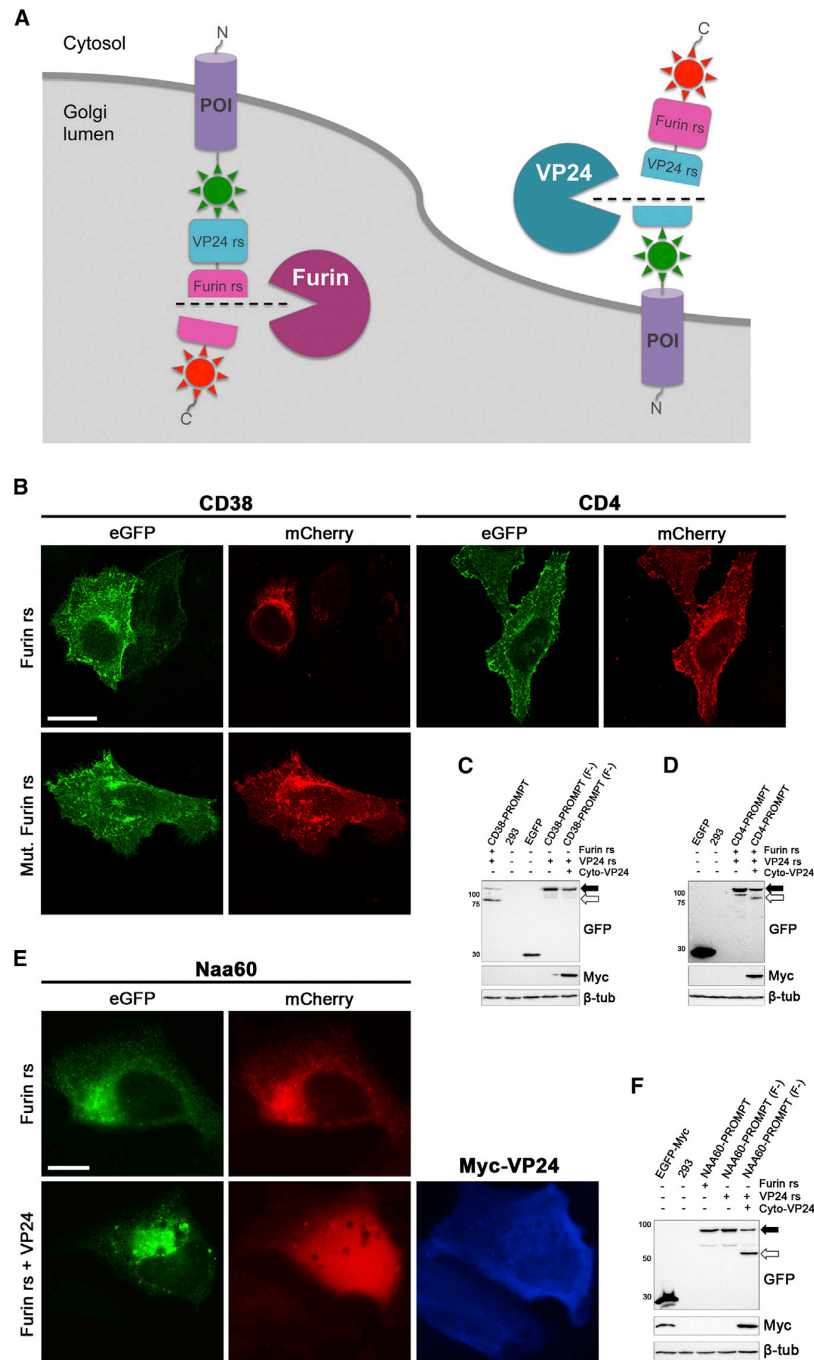 A
Cytosol
Golgi
lumen
N
POI
VP24 rs
Furin rs
C
Furin
C
Furin rs
VP24 rs
VP24
POI
N
B
CD38
CD4
eGFP
mCherry
eGFP
mCherry
Furin rs
Mut. Furin rs
C
CD38-PROMPT
293
EGFP
CD38-PROMPT (F-)
CD38-PROMPT (F-)
+ - - - - Furin rs
+ - - + + VP24 rs
- - - - + Cyto-VP24
100
75
30
GFP
Myc
β-tub
D
EGFP
293
CD4-PROMPT
CD4-PROMPT
- - + + Furin rs
- - + + VP24 rs
- - - + Cyto-VP24
100
75
30
GFP
Myc
β-tub
E
Naa60
eGFP
mCherry
Furin rs
Furin rs + VP24
Myc-VP24
F
EGFP-Myc
293
NAA60-PROMPT
NAA60-PROMPT (F-)
NAA60-PROMPT (F-)
Furin rs
VP24 rs
Cyto-VP24
100
50
30
GFP
Myc
β-tub